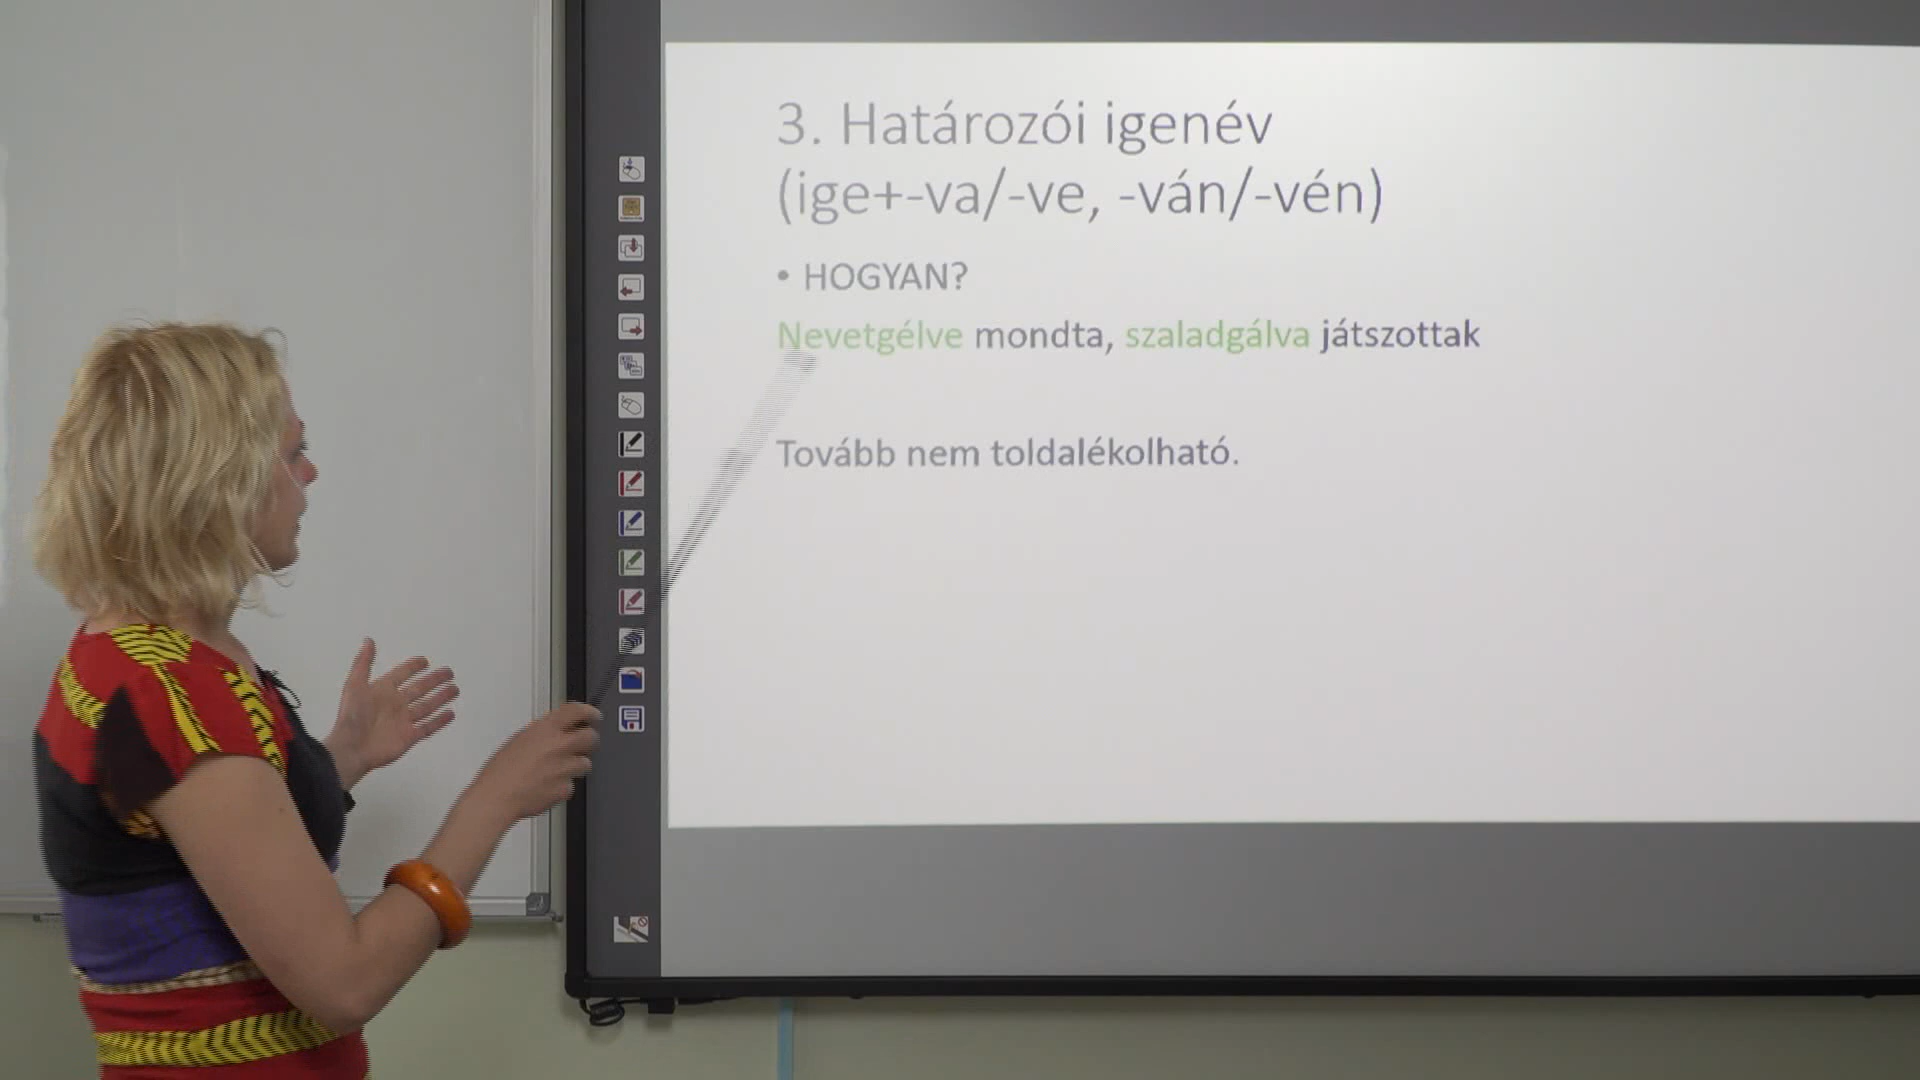 3. Határozói igenév
(ige+-va/-ve, -ván/-vén)
• HOGYAN?
Nevetgélve mondta, szaladgálva játszottak
Tovább nem toldalékolható.